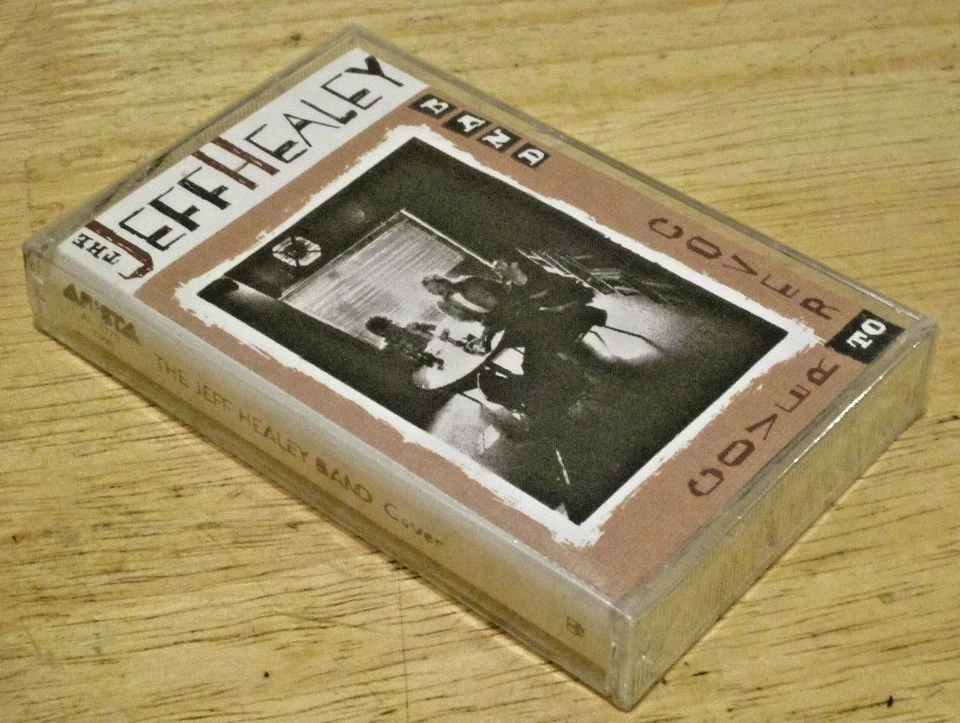 THE
JEFF HEALEY
BAND
COVER
TO
COVER
ARISTA
THE JEFF HEALEY BAND Cover